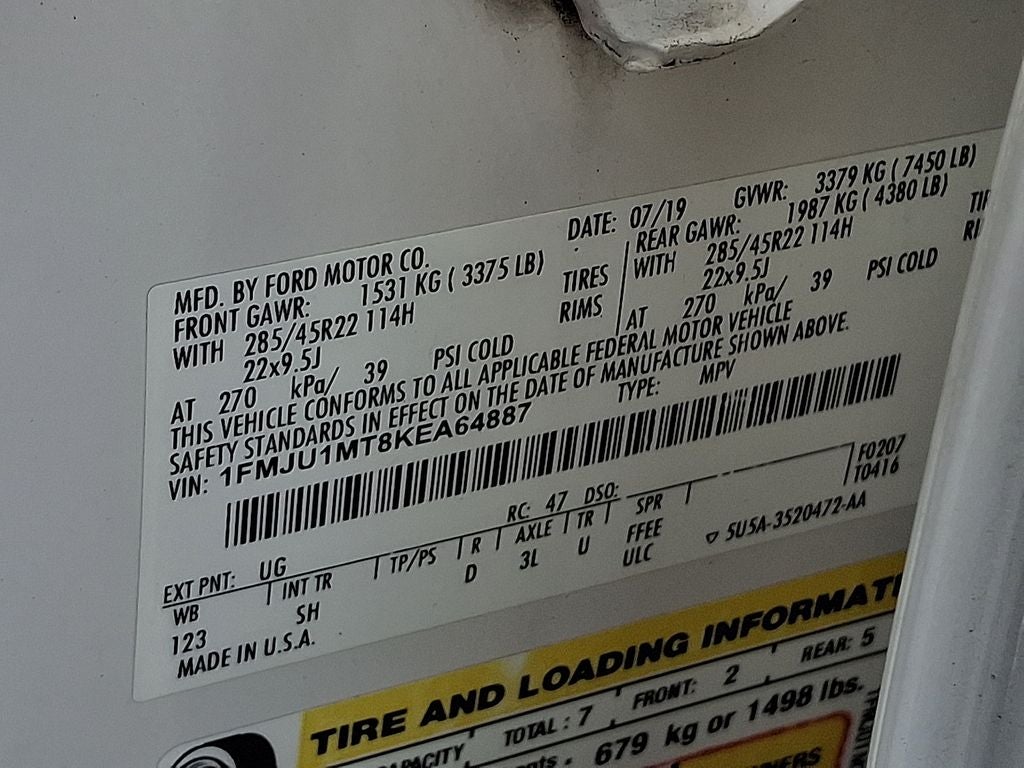 MFD. BY FORD MOTOR CO. DATE: 07/19 GVWR: 3379 KG ( 7450 LB)
FRONT GAWR: 1531 KG ( 3375 LB) REAR GAWR: 1987 KG ( 4380 LB)
WITH 285/45R22 114H TIRES WITH 285/45R22 114H
22x9.5J RIMS 22x9.5J
AT 270 kPa/ 39 PSI COLD AT 270 kPa/ 39 PSI COLD
THIS VEHICLE CONFORMS TO ALL APPLICABLE FEDERAL MOTOR VEHICLE
SAFETY STANDARDS IN EFFECT ON THE DATE OF MANUFACTURE SHOWN ABOVE.
VIN: 1FMJU1MT8KEA64887 TYPE: MPV
F0207
T0416
EXT PNT: UG RC: 47 DSO:
WB INT TR TP/PS R AXLE TR SPR
123 SH D 3L U FFEE
ULC
5U5A-3520472-AA
MADE IN U.S.A.
TIRE AND LOADING
TOTAL : 7 FRONT: 2 REAR: 5
679 kg or 1498 lbs.